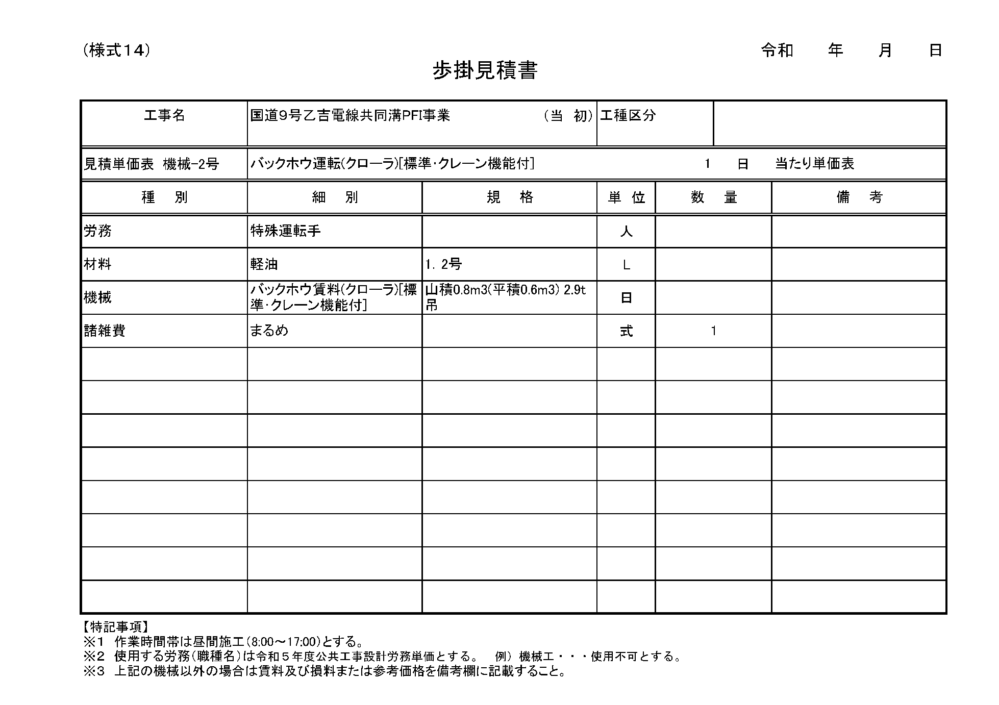 (様式14) 令和 年 月 日
歩掛見積書
工事名 国道9号乙吉電線共同溝PFI事業 (当 初) 工種区分
見積単価表 機械-2号 バックホウ運転(クローラ)[標準･クレーン機能付] 1 日 当たり単価表
種 別 細 別 規 格 単 位 数 量 備 考
労務 特殊運転手 人
材料 軽油 1．2号 L
機械 バックホウ賃料(クローラ)[標準･クレーン機能付] 山積0.8m3(平積0.6m3) 2.9t吊 日
諸雑費 まるめ 式 1
【特記事項】
※1 作業時間帯は昼間施工(8:00～17:00)とする。
※2 使用する労務(職種名)は令和５年度公共工事設計労務単価とする。 例）機械工・・・使用不可とする。
※3 上記の機械以外の場合は賃料及び損料または参考価格を備考欄に記載すること。